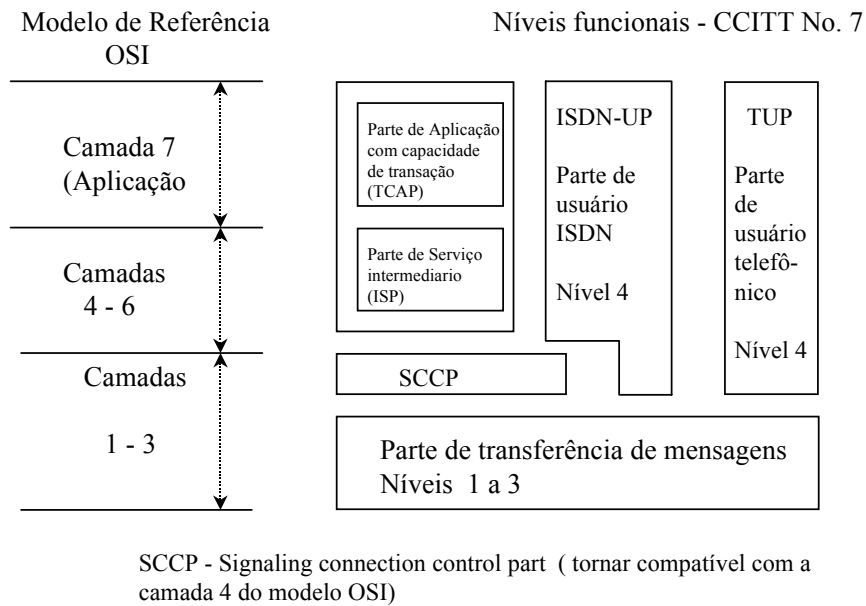 Modelo de Referência
OSI
Níveis funcionais - CCITT No. 7
Camada 7
(Aplicação
Camadas
4 - 6
Camadas
1 - 3
Parte de Aplicação
com capacidade
de transação
(TCAP)
Parte de Serviço
intermediario
(ISP)
ISDN-UP
Parte de
usuário
ISDN
Nível 4
TUP
Parte
de
usuário
telefô-
nico
Nível 4
SCCP
Parte de transferência de mensagens
Níveis 1 a 3
SCCP - Signaling connection control part ( tornar compatível com a
camada 4 do modelo OSI)